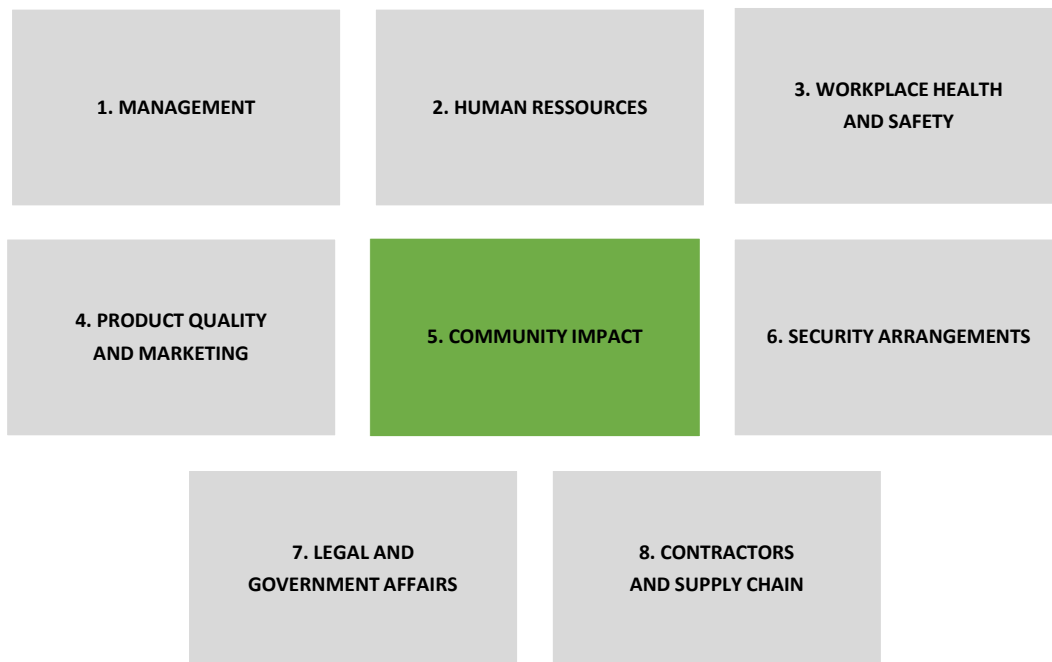 1. MANAGEMENT
2. HUMAN RESSOURCES
3. WORKPLACE HEALTH
AND SAFETY
4. PRODUCT QUALITY
AND MARKETING
5. COMMUNITY IMPACT
6. SECURITY ARRANGEMENTS
7. LEGAL AND
GOVERNMENT AFFAIRS
8. CONTRACTORS
AND SUPPLY CHAIN